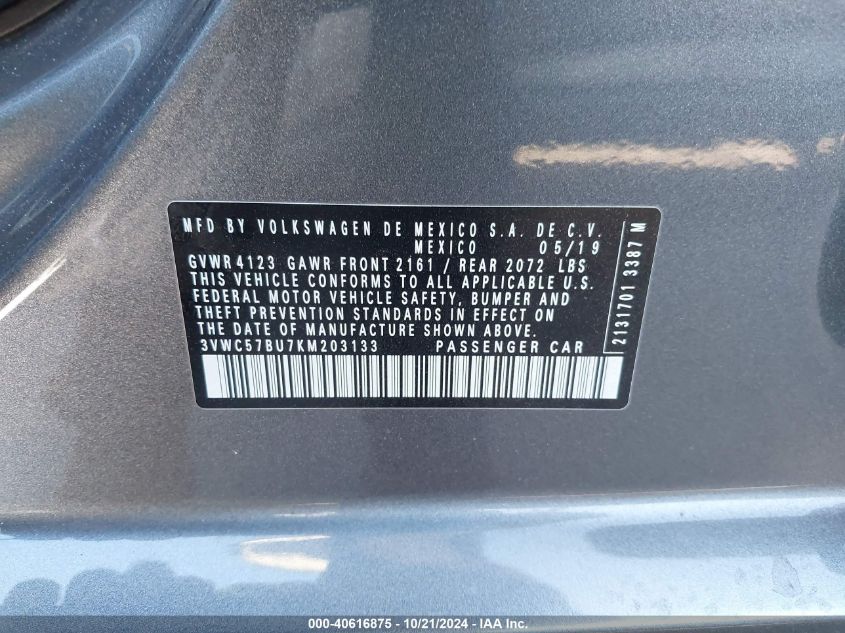 MFD BY VOLKSWAGEN DE MEXICO S.A. DE C.V.
MEXICO 05/19
GVWR 4123 GAWR FRONT 2161 / REAR 2072 LBS
THIS VEHICLE CONFORMS TO ALL APPLICABLE U.S.
FEDERAL MOTOR VEHICLE SAFETY, BUMPER AND
THEFT PREVENTION STANDARDS IN EFFECT ON
THE DATE OF MANUFACTURE SHOWN ABOVE.
3VWC57BU7KM203133 PASSENGER CAR
2131701 3387 M
000-40616875 - 10/21/2024 - IAA Inc.